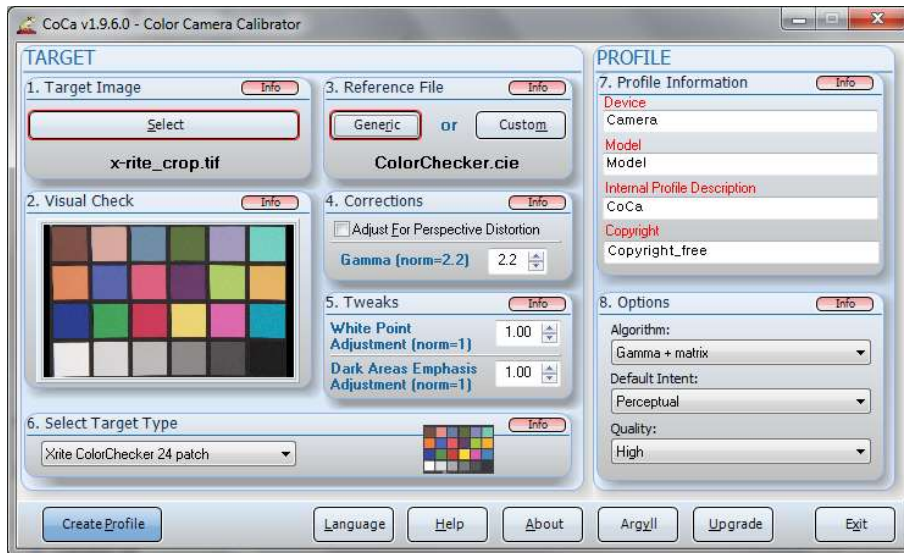 CoCa v1.9.6.0 - Color Camera Calibrator
TARGET
1. Target Image
Info
Select
x-rite_crop.tif
2. Visual Check
Info
3. Reference File
Info
Generic or Custom
ColorChecker.cie
4. Corrections
Info
Adjust For Perspective Distortion
Gamma (norm=2.2) 2.2
5. Tweaks
Info
White Point
Adjustment (norm=1)
1.00
Dark Areas Emphasis
Adjustment (norm=1)
1.00
6. Select Target Type
Info
Xrite ColorChecker 24 patch
PROFILE
7. Profile Information
Info
Device
Camera
Model
Model
Internal Profile Description
CoCa
Copyright
Copyright_free
8. Options
Info
Algorithm:
Gamma + matrix
Default Intent:
Perceptual
Quality:
High
Create Profile
Language
Help
About
Argyll
Upgrade
Exit